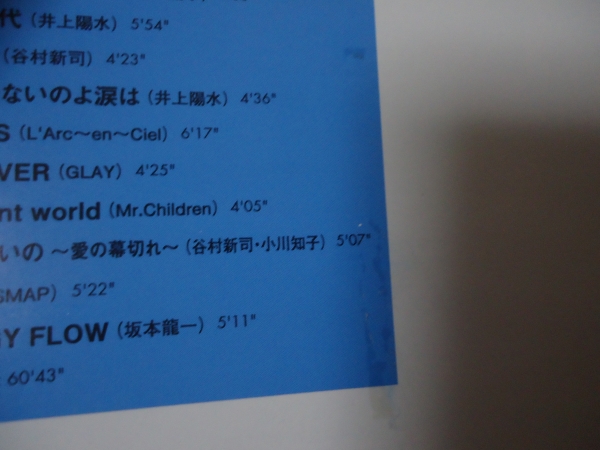 代 (井上陽水) 5'54"
(谷村新司) 4'23"
ないのよ涙は (井上陽水) 4'36"
S (L'Arc〜en〜Ciel) 6'17"
VER (GLAY) 4'25"
nt world (Mr.Children) 4'05"
いの 〜愛の幕切れ〜 (谷村新司・小川知子) 5'07"
SMAP) 5'22"
Y FLOW (坂本龍一) 5'11"
60'43"